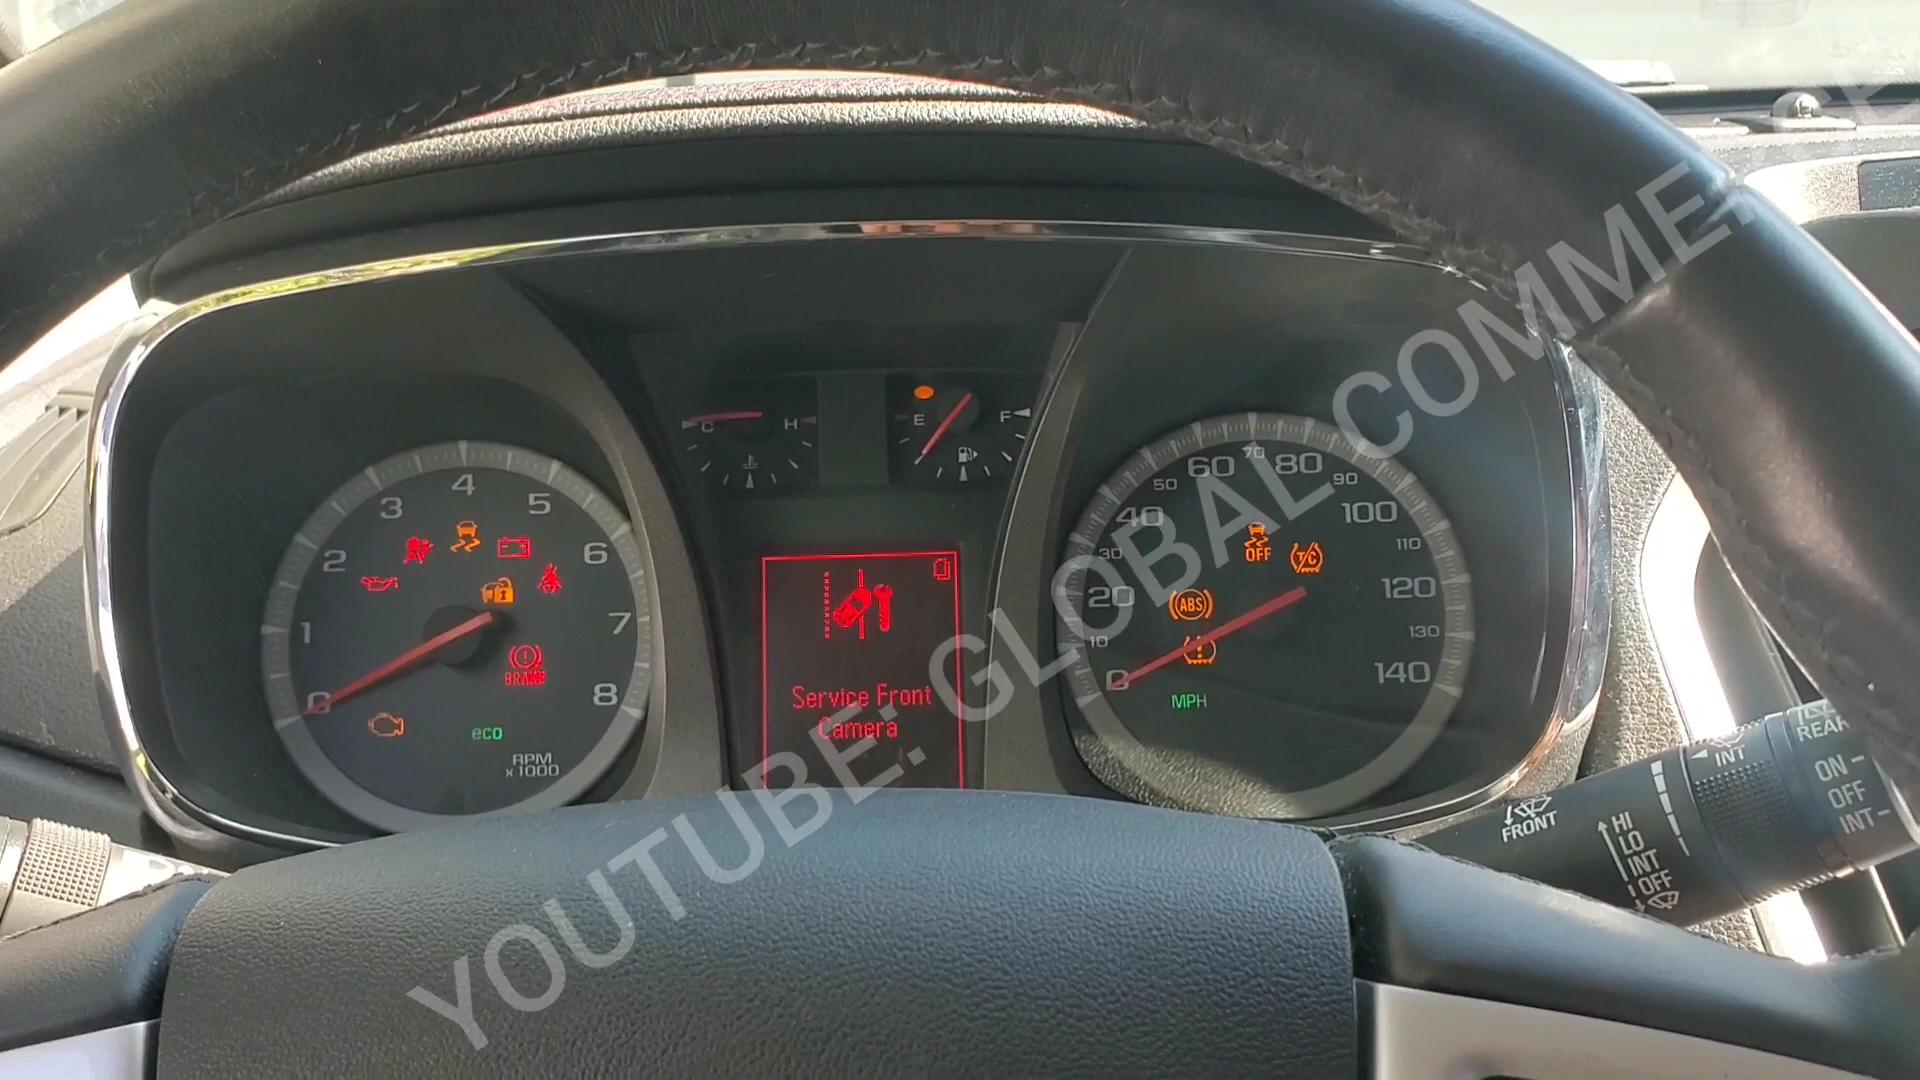 C H
E F
1 2 3 4 5 6 7 8
0
BRAKE
eco
RPM
x 1000
Service Front
Camera
0 10 20 30 40 50 60 70 80 90 100 110 120 130 140
OFF
T/C
ABS
MPH
FRONT
HI
LO
INT
OFF
INT
REAR
ON
OFF
INT
YOUTUBE: GLOBAL COMMERCE